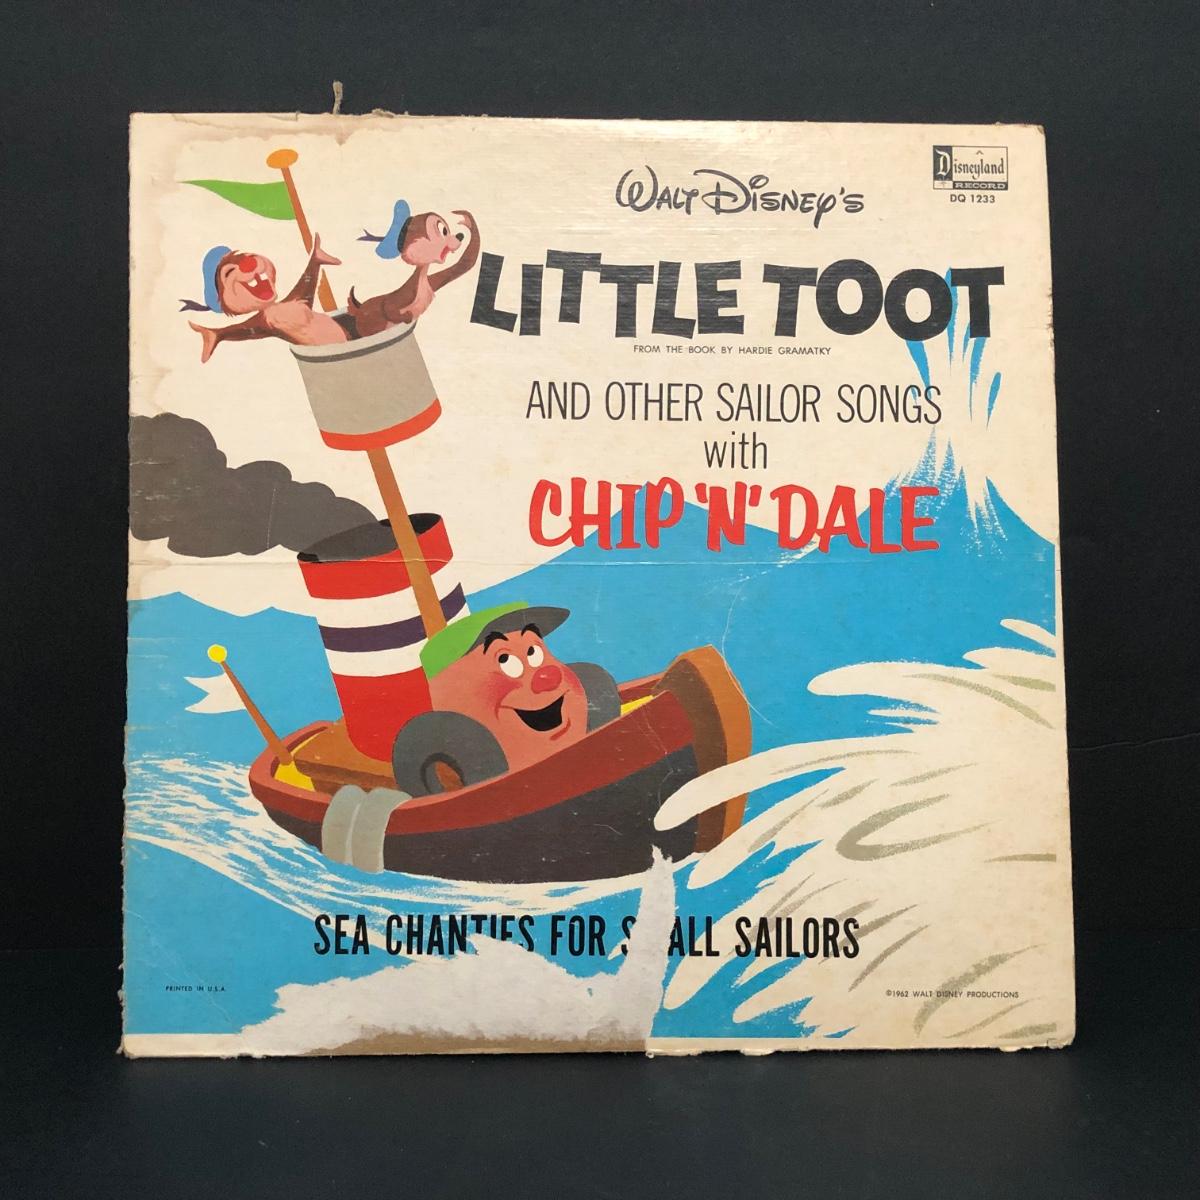 Disneyland
RECORD
DQ 1233
WALT DISNEY'S
LITTLE TOOT
FROM THE BOOK BY HARDIE GRAMATKY
AND OTHER SAILOR SONGS
with
CHIP 'N' DALE
SEA CHANTIES FOR S ALL SAILORS
PRINTED IN U.S.A.
©1962 WALT DISNEY PRODUCTIONS